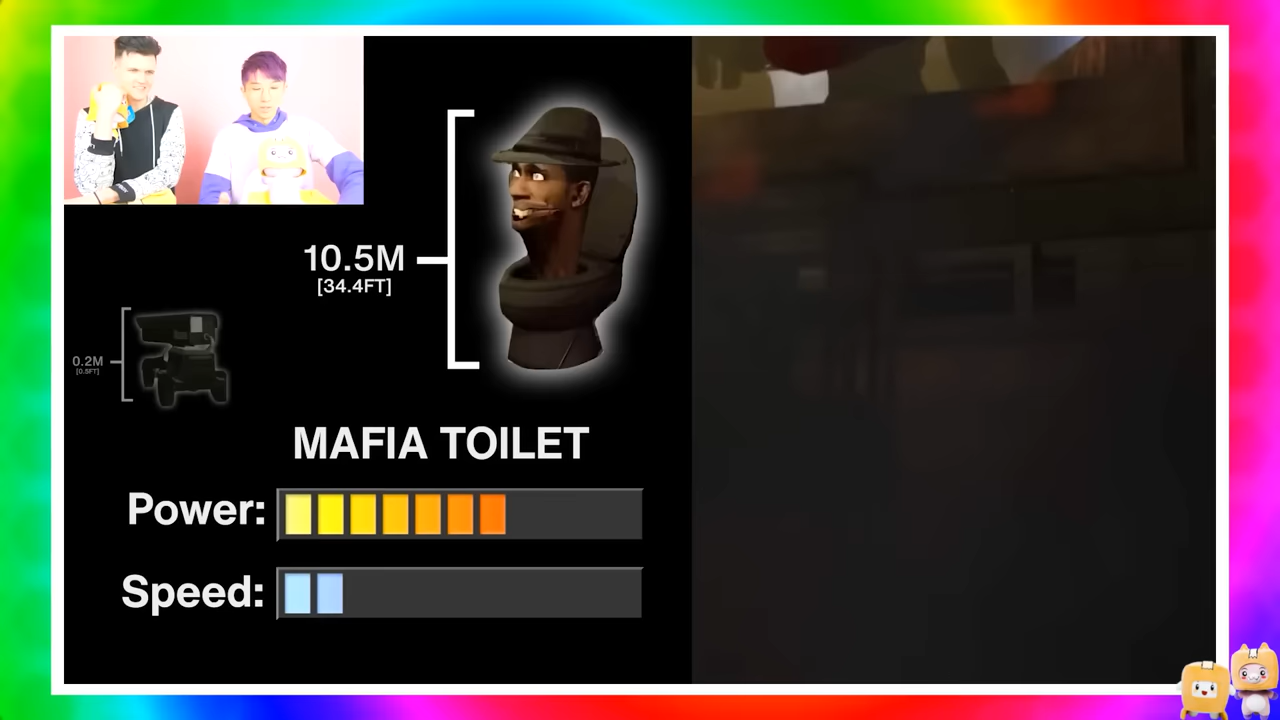 10.5M
[34.4FT]
0.2M
[0.5FT]
MAFIA TOILET
Power:
Speed: